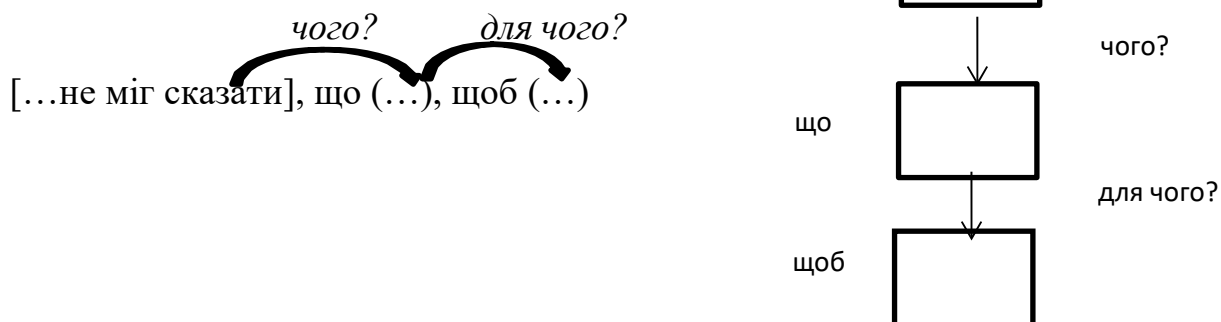 чого? для чого?
[…не міг сказати], що (…), щоб (…)
чого?
що
для чого?
щоб